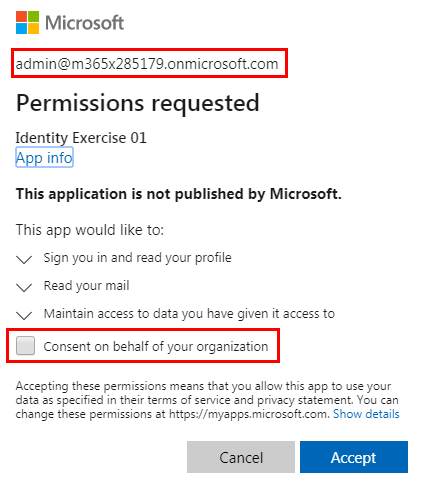 Microsoft
admin@m365x285179.onmicrosoft.com
Permissions requested
Identity Exercise 01
App info
This application is not published by Microsoft.
This app would like to:
Sign you in and read your profile
Read your mail
Maintain access to data you have given it access to
Consent on behalf of your organization
Accepting these permissions means that you allow this app to use your
data as specified in their terms of service and privacy statement. You can
change these permissions at https://myapps.microsoft.com. Show details
Cancel Accept